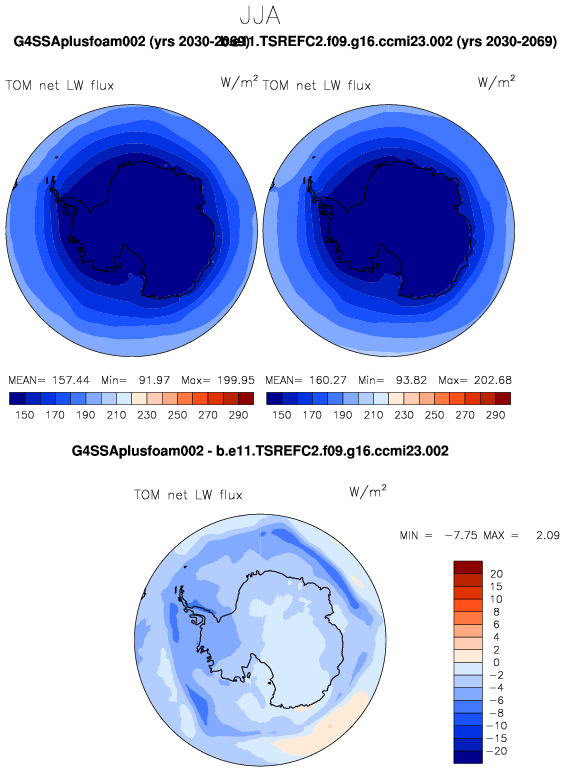 JJA
G4SSAplusfoam002 (yrs 2030-2069) b.e11.TSREFC2.f09.g16.ccmi23.002 (yrs 2030-2069)
TOM net LW flux W/m² TOM net LW flux W/m²
MEAN= 157.44 Min= 91.97 Max= 199.95 MEAN= 160.27 Min= 93.82 Max= 202.68
150 170 190 210 230 250 270 290 150 170 190 210 230 250 270 290
G4SSAplusfoam002 - b.e11.TSREFC2.f09.g16.ccmi23.002
TOM net LW flux W/m²
MIN = -7.75 MAX = 2.09
20
15
10
8
6
4
2
0
-2
-4
-6
-8
-10
-15
-20